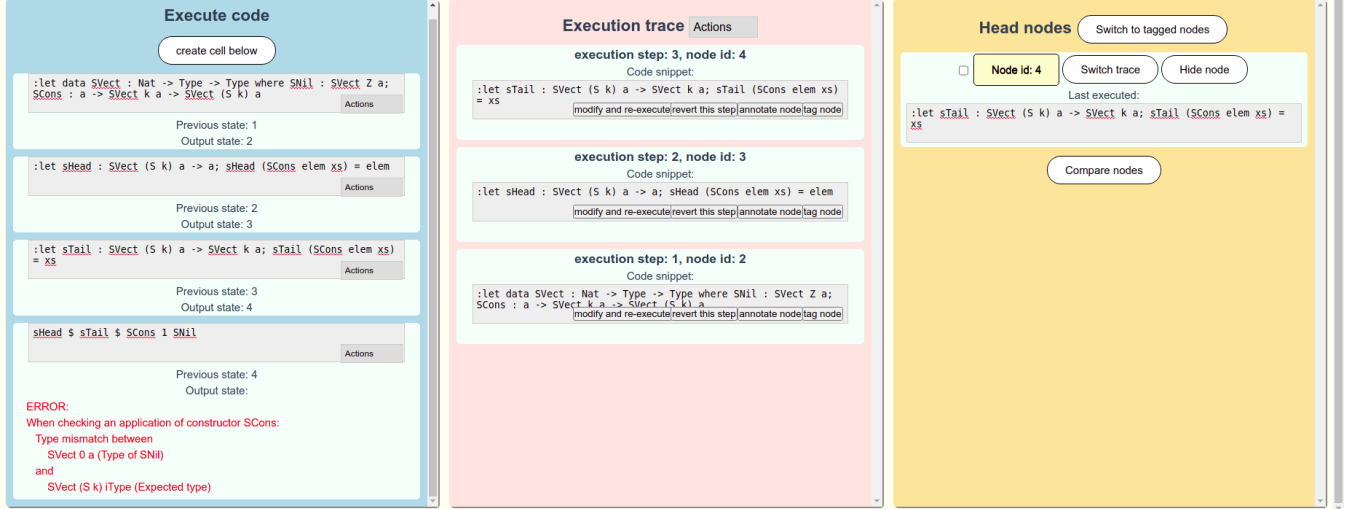 Execute code
create cell below
:let data SVect : Nat -> Type -> Type where SNil : SVect Z a;
SCons : a -> SVect k a -> SVect (S k) a
Actions
Previous state: 1
Output state: 2
:let sHead : SVect (S k) a -> a; sHead (SCons elem xs) = elem
Actions
Previous state: 2
Output state: 3
:let sTail : SVect (S k) a -> SVect k a; sTail (SCons elem xs)
= xs
Actions
Previous state: 3
Output state: 4
sHead $ sTail $ SCons 1 SNil
Actions
Previous state: 4
Output state:
ERROR:
When checking an application of constructor SCons:
Type mismatch between
SVect 0 a (Type of SNil)
and
SVect (S k) iType (Expected type)
Execution trace Actions
execution step: 3, node id: 4
Code snippet:
:let sTail : SVect (S k) a -> SVect k a; sTail (SCons elem xs)
= xs
modify and re-execute revert this step annotate node tag node
execution step: 2, node id: 3
Code snippet:
:let sHead : SVect (S k) a -> a; sHead (SCons elem xs) = elem
modify and re-execute revert this step annotate node tag node
execution step: 1, node id: 2
Code snippet:
:let data SVect : Nat -> Type -> Type where SNil : SVect Z a;
SCons : a -> SVect k a -> SVect (S k) a
modify and re-execute revert this step annotate node tag node
Head nodes Switch to tagged nodes
Node id: 4 Switch trace Hide node
Last executed:
:let sTail : SVect (S k) a -> SVect k a; sTail (SCons elem xs) =
xs
Compare nodes